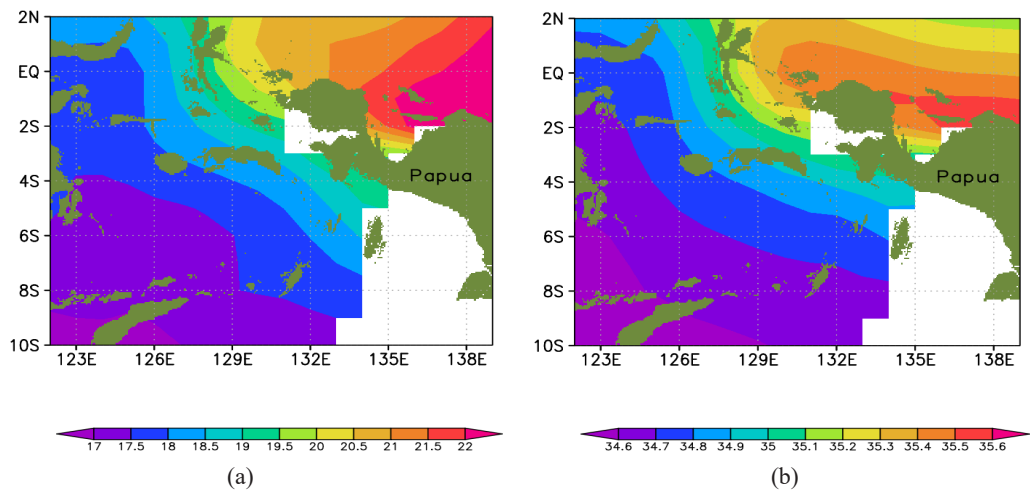 2N
EQ
2S
4S
6S
8S
10S
Papua
123E 126E 129E 132E 135E 138E
17 17.5 18 18.5 19 19.5 20 20.5 21 21.5 22
(a)
2N
EQ
2S
4S
6S
8S
10S
Papua
123E 126E 129E 132E 135E 138E
34.6 34.7 34.8 34.9 35 35.1 35.2 35.3 35.4 35.5 35.6
(b)